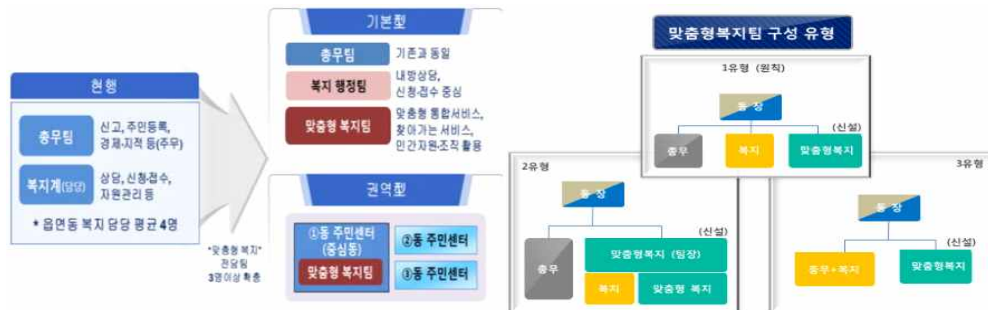 현행
총무팀
신고, 주민등록,
경제·지적 등(주무)
복지계(담당)
상담, 신청·접수,
자원관리 등
* 읍면동 복지 담당 평균 4명
"맞춤형 복지"
전담팀
3명이상 확충
기본型
총무팀
기존과 동일
복지 행정팀
내방상담,
신청·접수 중심
맞춤형 복지팀
맞춤형 통합서비스,
찾아가는 서비스,
민간자원·조직 활용
권역型
①동 주민센터
(중심동)
맞춤형 복지팀
②동 주민센터
③동 주민센터
맞춤형복지팀 구성 유형
1유형 (원칙)
동 장
(신설)
총무
복지
맞춤형복지
2유형
동 장
(신설)
총무
맞춤형복지 (팀장)
복지
맞춤형 복지
3유형
동 장
(신설)
총무+복지
맞춤형복지